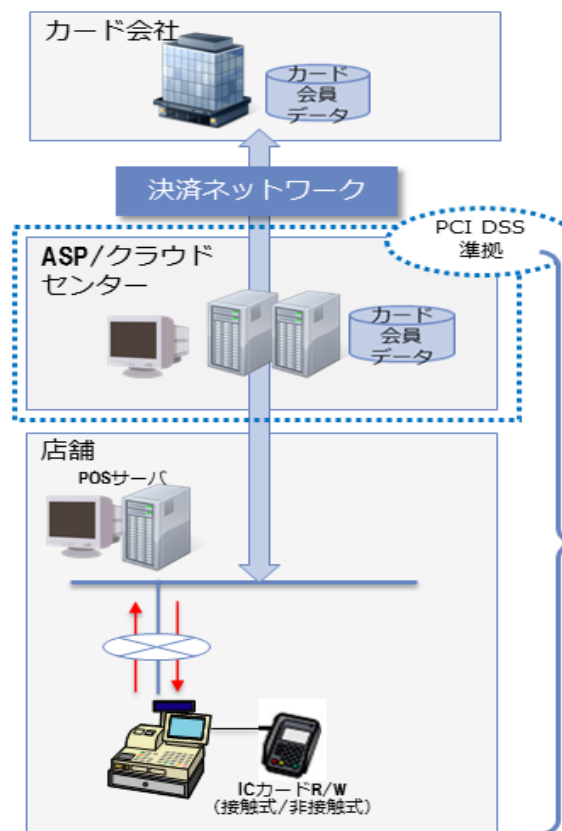 カード会社
カード
会員
データ
決済ネットワーク
PCI DSS
準拠
ASP/クラウド
センター
カード
会員
データ
店舗
POSサーバ
ICカードR/W
(接触式/非接触式)